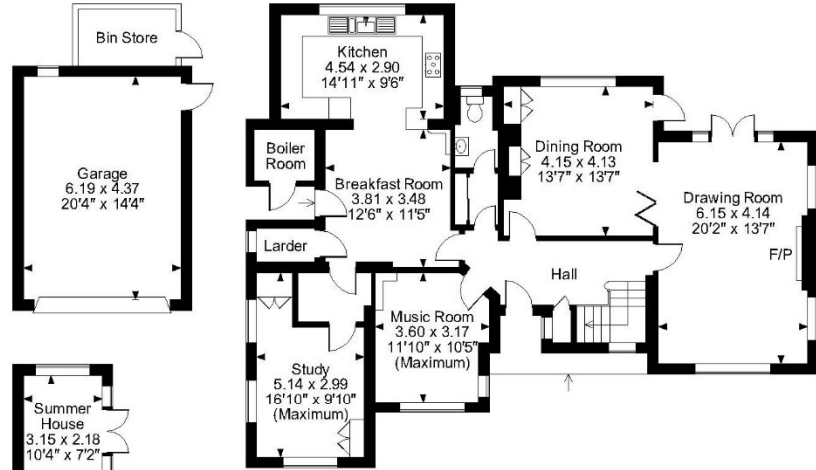 Bin Store
Garage
6.19 x 4.37
20'4" x 14'4"
Summer
House
3.15 x 2.18
10'4" x 7'2"
Kitchen
4.54 x 2.90
14'11" x 9'6"
Boiler
Room
Breakfast Room
3.81 x 3.48
12'6" x 11'5"
Larder
Study
5.14 x 2.99
16'10" x 9'10"
(Maximum)
Music Room
3.60 x 3.17
11'10" x 10'5"
(Maximum)
Hall
Dining Room
4.15 x 4.13
13'7" x 13'7"
Drawing Room
6.15 x 4.14
20'2" x 13'7"
F/P